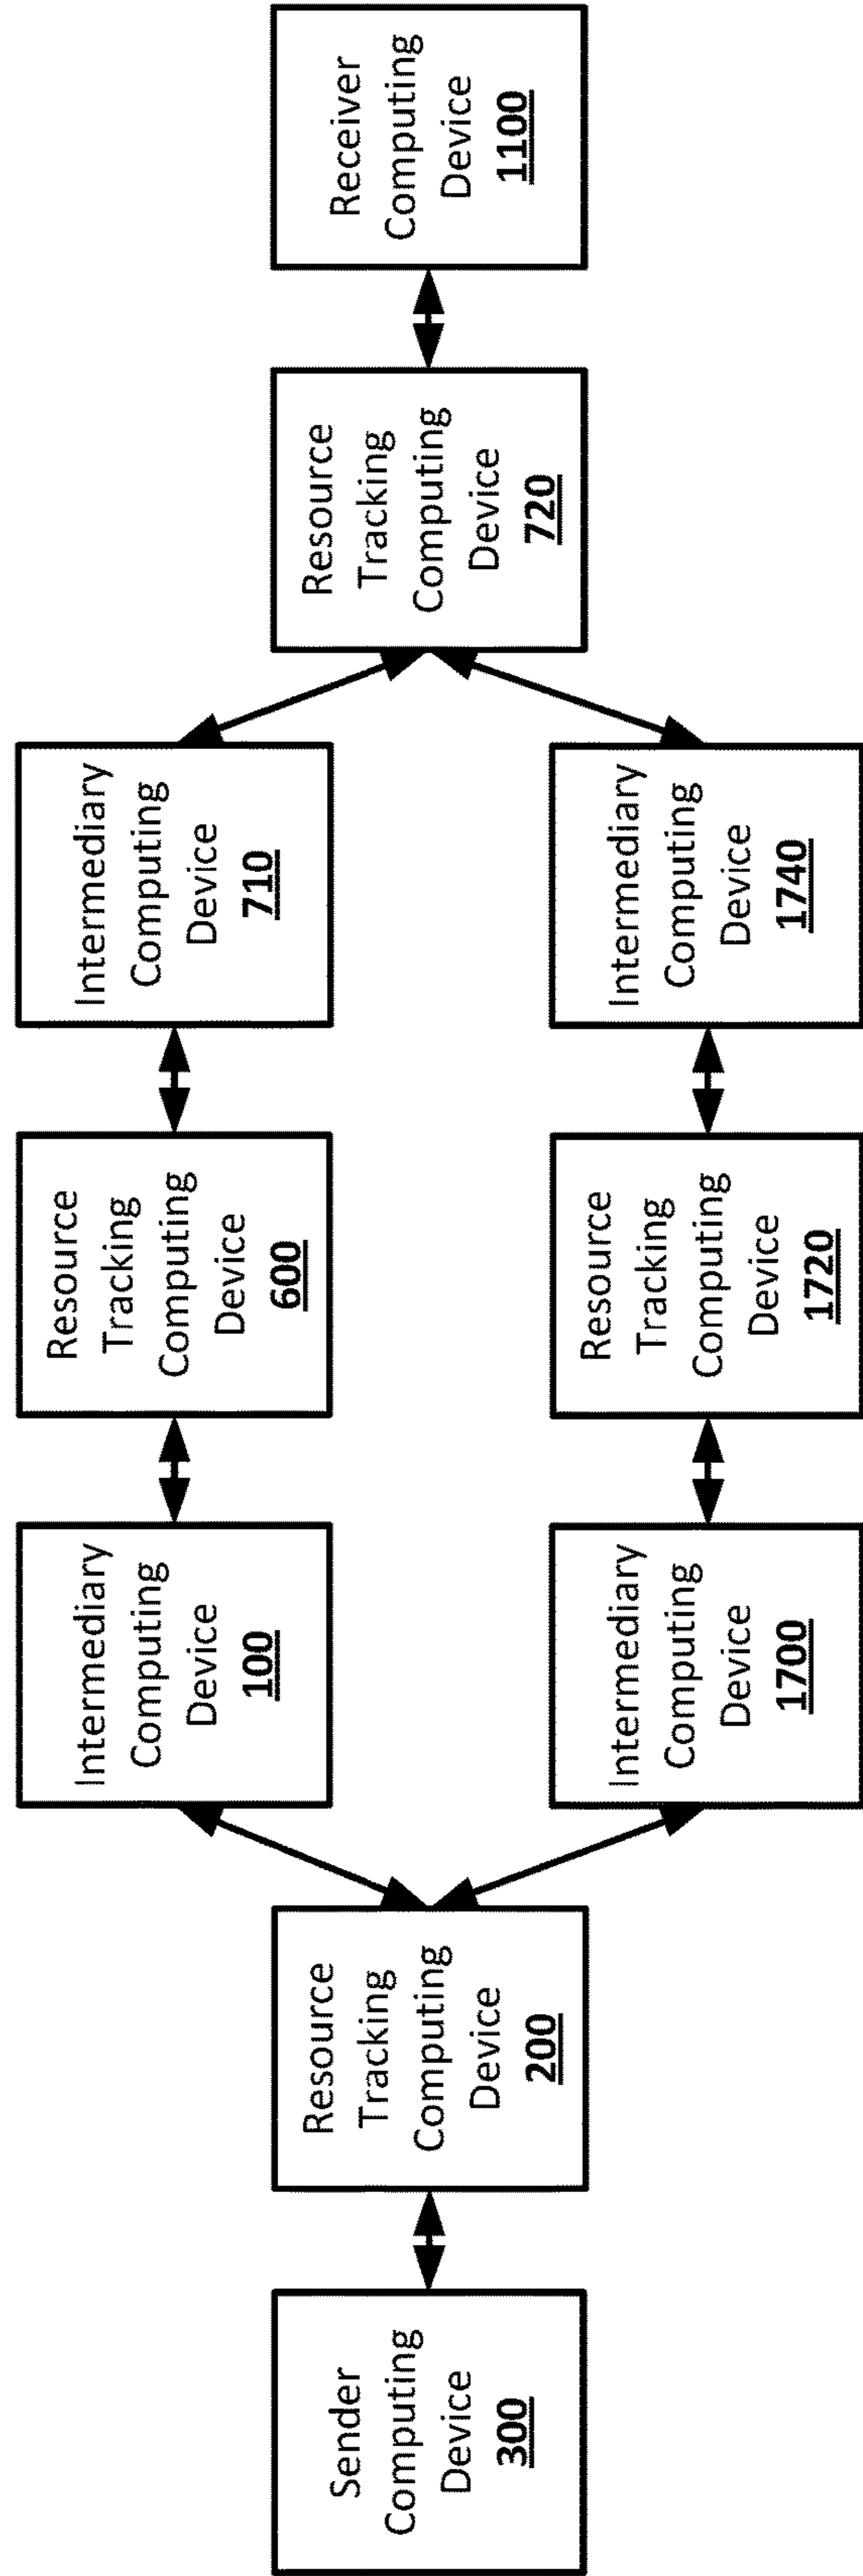 Sender
Computing
Device
300
Resource
Tracking
Computing
Device
200
Intermediary
Computing
Device
100
Resource
Tracking
Computing
Device
600
Intermediary
Computing
Device
710
Intermediary
Computing
Device
1700
Resource
Tracking
Computing
Device
1720
Intermediary
Computing
Device
1740
Resource
Tracking
Computing
Device
720
Receiver
Computing
Device
1100